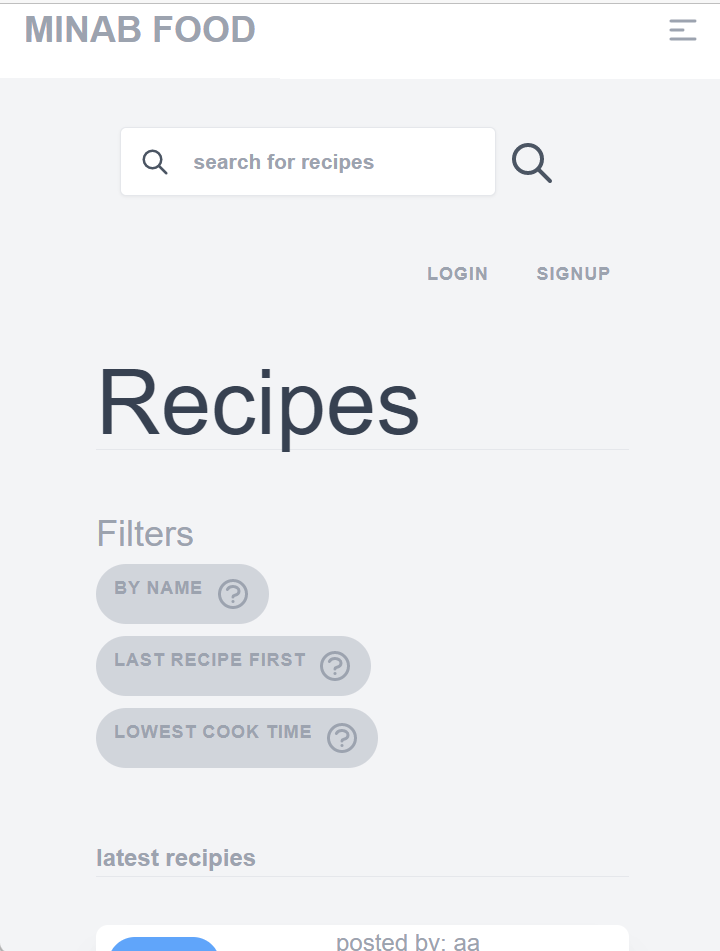 MINAB FOOD
search for recipes
LOGIN SIGNUP
Recipes
Filters
BY NAME
LAST RECIPE FIRST
LOWEST COOK TIME
latest recipies
posted by: aa